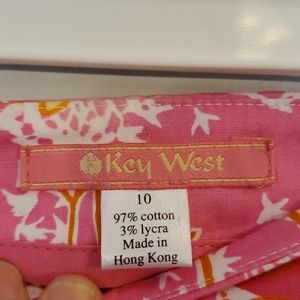 Key West
10
97% cotton
3% lycra
Made in
Hong Kong